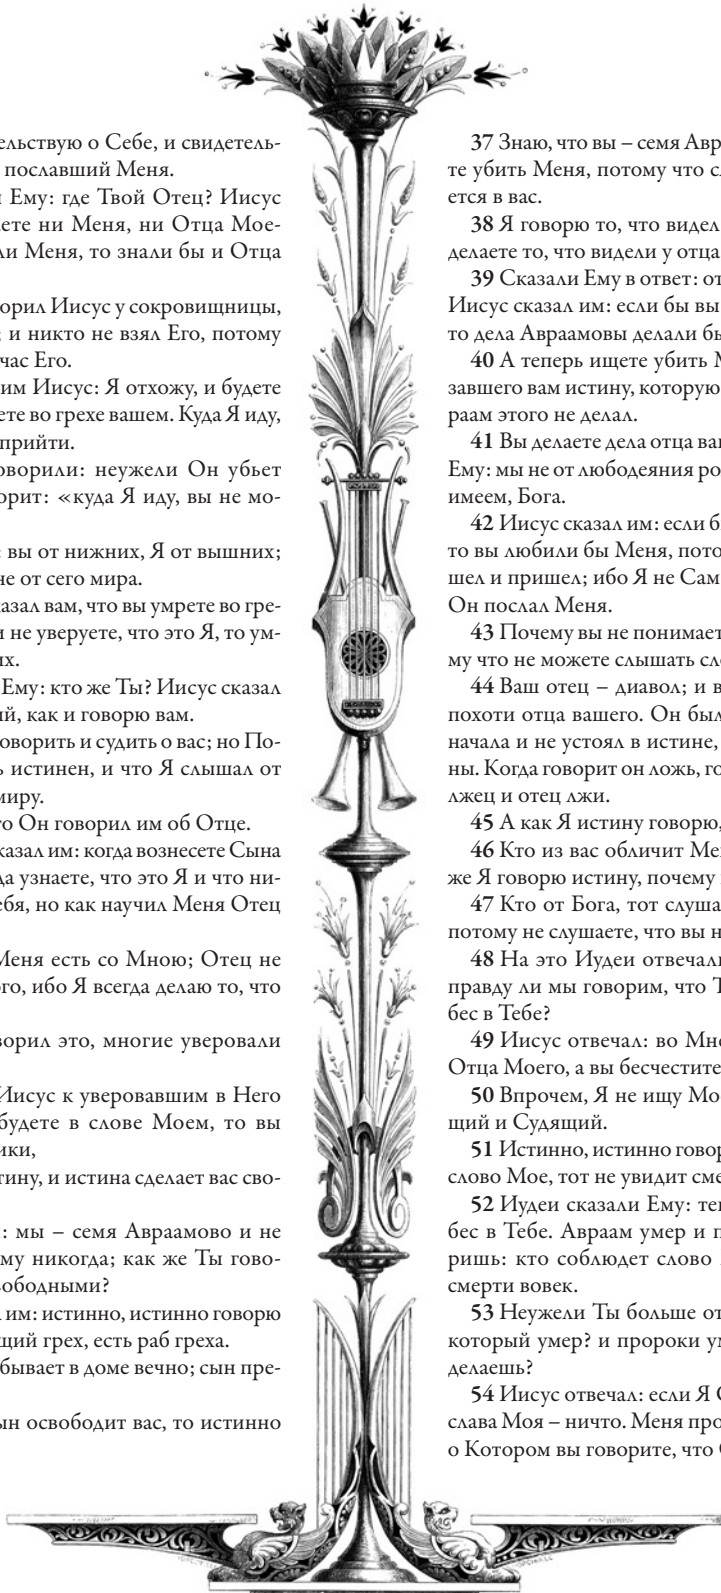 ельствую о Себе, и свидетель-
пославший Меня.
Ему: где Твой Отец? Иисус
ете ни Меня, ни Отца Мое-
ли Меня, то знали бы и Отца
ворил Иисус у сокровищницы,
и никто не взял Его, потому
час Его.
им Иисус: Я отхожу, и будете
ете во грехе вашем. Куда Я иду,
прийти.
оворили: неужели Он убьет
орит: «куда Я иду, вы не мо-
вы от нижних, Я от вышних;
не от сего мира.
казал вам, что вы умрете во гре-
и не уверуете, что это Я, то ум-
их.
Ему: кто же Ты? Иисус сказал
ий, как и говорю вам.
оворить и судить о вас; но По-
ь истинен, и что Я слышал от
миру.
то Он говорил им об Отце.
казал им: когда вознесете Сына
да узнаете, что это Я и что ни-
ебя, но как научил Меня Отец
Меня есть со Мною; Отец не
ого, ибо Я всегда делаю то, что
ворил это, многие уверовали
Иисус к уверовавшим в Него
будете в слове Моем, то вы
ики,
тину, и истина сделает вас сво-
: мы – семя Авраамово и не
му никогда; как же Ты гово-
вободными?
им: истинно, истинно говорю
щий грех, есть раб греха.
бывает в доме вечно; сын пре-
ын освободит вас, то истинно
37 Знаю, что вы – семя Авр
те убить Меня, потому что сл
ется в вас.
38 Я говорю то, что видел
делаете то, что видели у отца
39 Сказали Ему в ответ: от
Иисус сказал им: если бы вы
то дела Авраамовы делали бы
40 А теперь ищете убить М
завшего вам истину, которую
раам этого не делал.
41 Вы делаете дела отца ва
Ему: мы не от любодеяния ро
имеем, Бога.
42 Иисус сказал им: если б
то вы любили бы Меня, пото
шел и пришел; ибо Я не Сам
Он послал Меня.
43 Почему вы не понимает
му что не можете слышать сл
44 Ваш отец – диавол; и в
похоти отца вашего. Он был
начала и не устоял в истине,
ны. Когда говорит он ложь, го
лжец и отец лжи.
45 А как Я истину говорю,
46 Кто из вас обличит Ме
же Я говорю истину, почему
47 Кто от Бога, тот слуша
потому не слушаете, что вы н
48 На это Иудеи отвечали
правду ли мы говорим, что Т
бес в Тебе?
49 Иисус отвечал: во Мне
Отца Моего, а вы бесчестите
50 Впрочем, Я не ищу Мое
щий и Судящий.
51 Истинно, истинно говор
слово Мое, тот не увидит сме
52 Иудеи сказали Ему: те
бес в Тебе. Авраам умер и п
ришь: кто соблюдет слово
смерти вовек.
53 Неужели Ты больше от
который умер? и пророки ум
делаешь?
54 Иисус отвечал: если Я С
слава Моя – ничто. Меня про
о Котором вы говорите, что